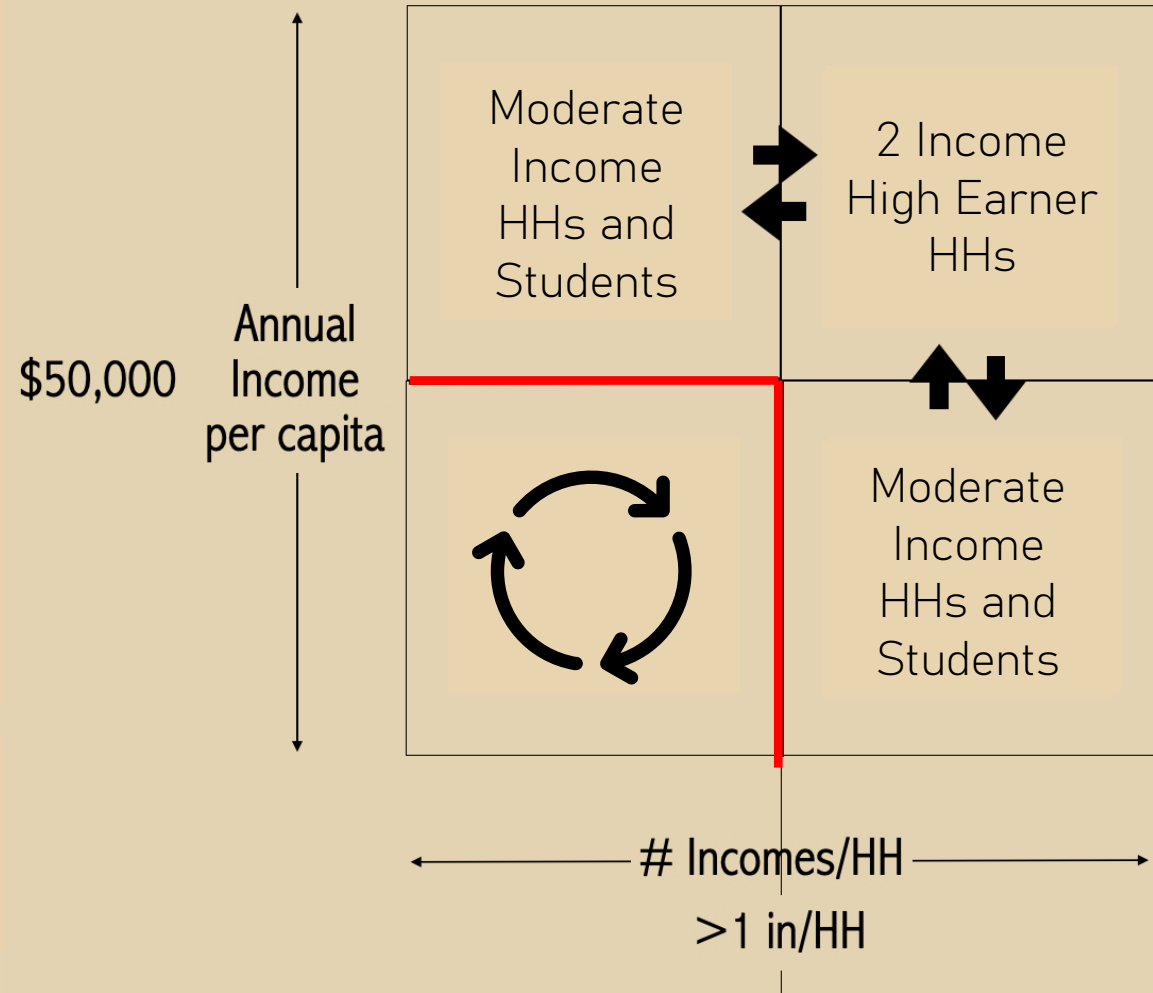 Moderate
Income
HHs and
Students
2 Income
High Earner
HHs
Annual
Income
per capita
$50,000
Moderate
Income
HHs and
Students
# Incomes/HH
>1 in/HH